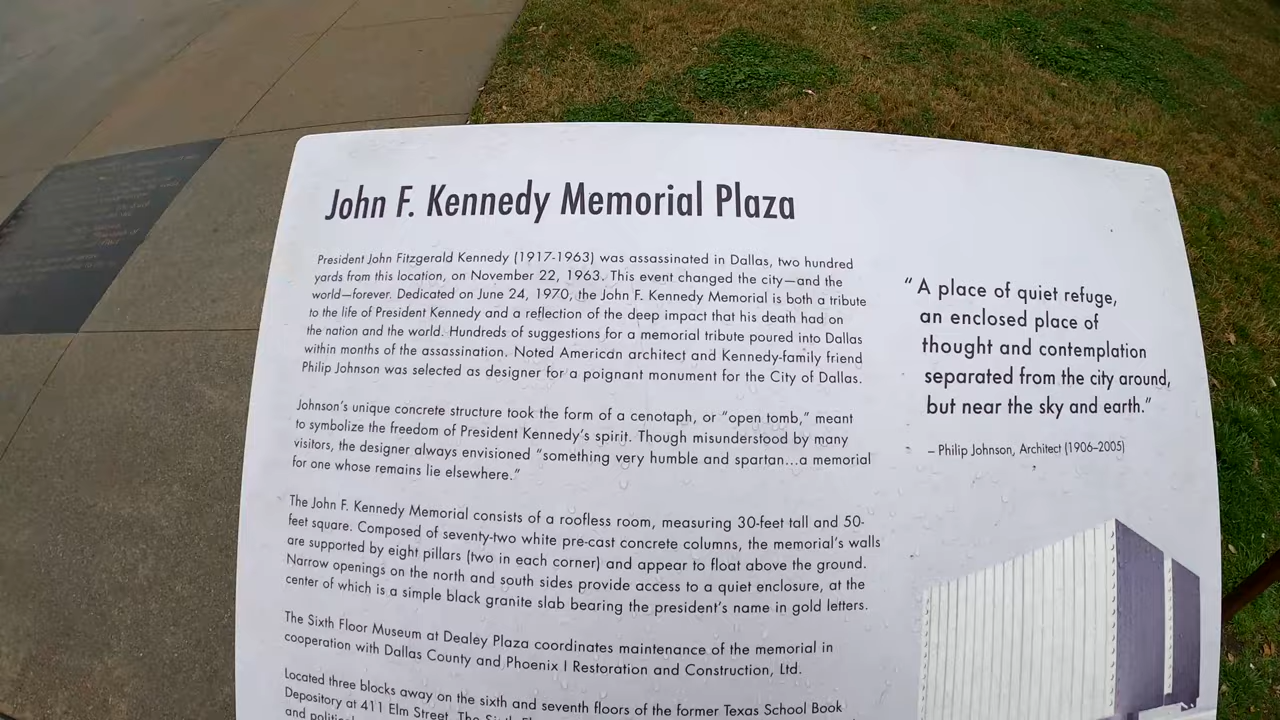 John F. Kennedy Memorial Plaza
President John Fitzgerald Kennedy (1917-1963) was assassinated in Dallas, two hundred
yards from this location, on November 22, 1963. This event changed the city—and the
world—forever. Dedicated on June 24, 1970, the John F. Kennedy Memorial is both a tribute
to the life of President Kennedy and a reflection of the deep impact that his death had on
the nation and the world. Hundreds of suggestions for a memorial tribute poured into Dallas
within months of the assassination. Noted American architect and Kennedy-family friend
Philip Johnson was selected as designer for a poignant monument for the City of Dallas.
Johnson's unique concrete structure took the form of a cenotaph, or "open tomb," meant
to symbolize the freedom of President Kennedy's spirit. Though misunderstood by many
visitors, the designer always envisioned "something very humble and spartan...a memorial
for one whose remains lie elsewhere."
The John F. Kennedy Memorial consists of a roofless room, measuring 30-feet tall and 50-
feet square. Composed of seventy-two white pre-cast concrete columns, the memorial's walls
are supported by eight pillars (two in each corner) and appear to float above the ground.
Narrow openings on the north and south sides provide access to a quiet enclosure, at the
center of which is a simple black granite slab bearing the president's name in gold letters.
The Sixth Floor Museum at Dealey Plaza coordinates maintenance of the memorial in
cooperation with Dallas County and Phoenix I Restoration and Construction, Ltd.
Located three blocks away on the sixth and seventh floors of the former Texas School Book
Depository at 411 Elm Street, The Sixth
and
"A place of quiet refuge,
an enclosed place of
thought and contemplation
separated from the city around,
but near the sky and earth."
– Philip Johnson, Architect (1906–2005)